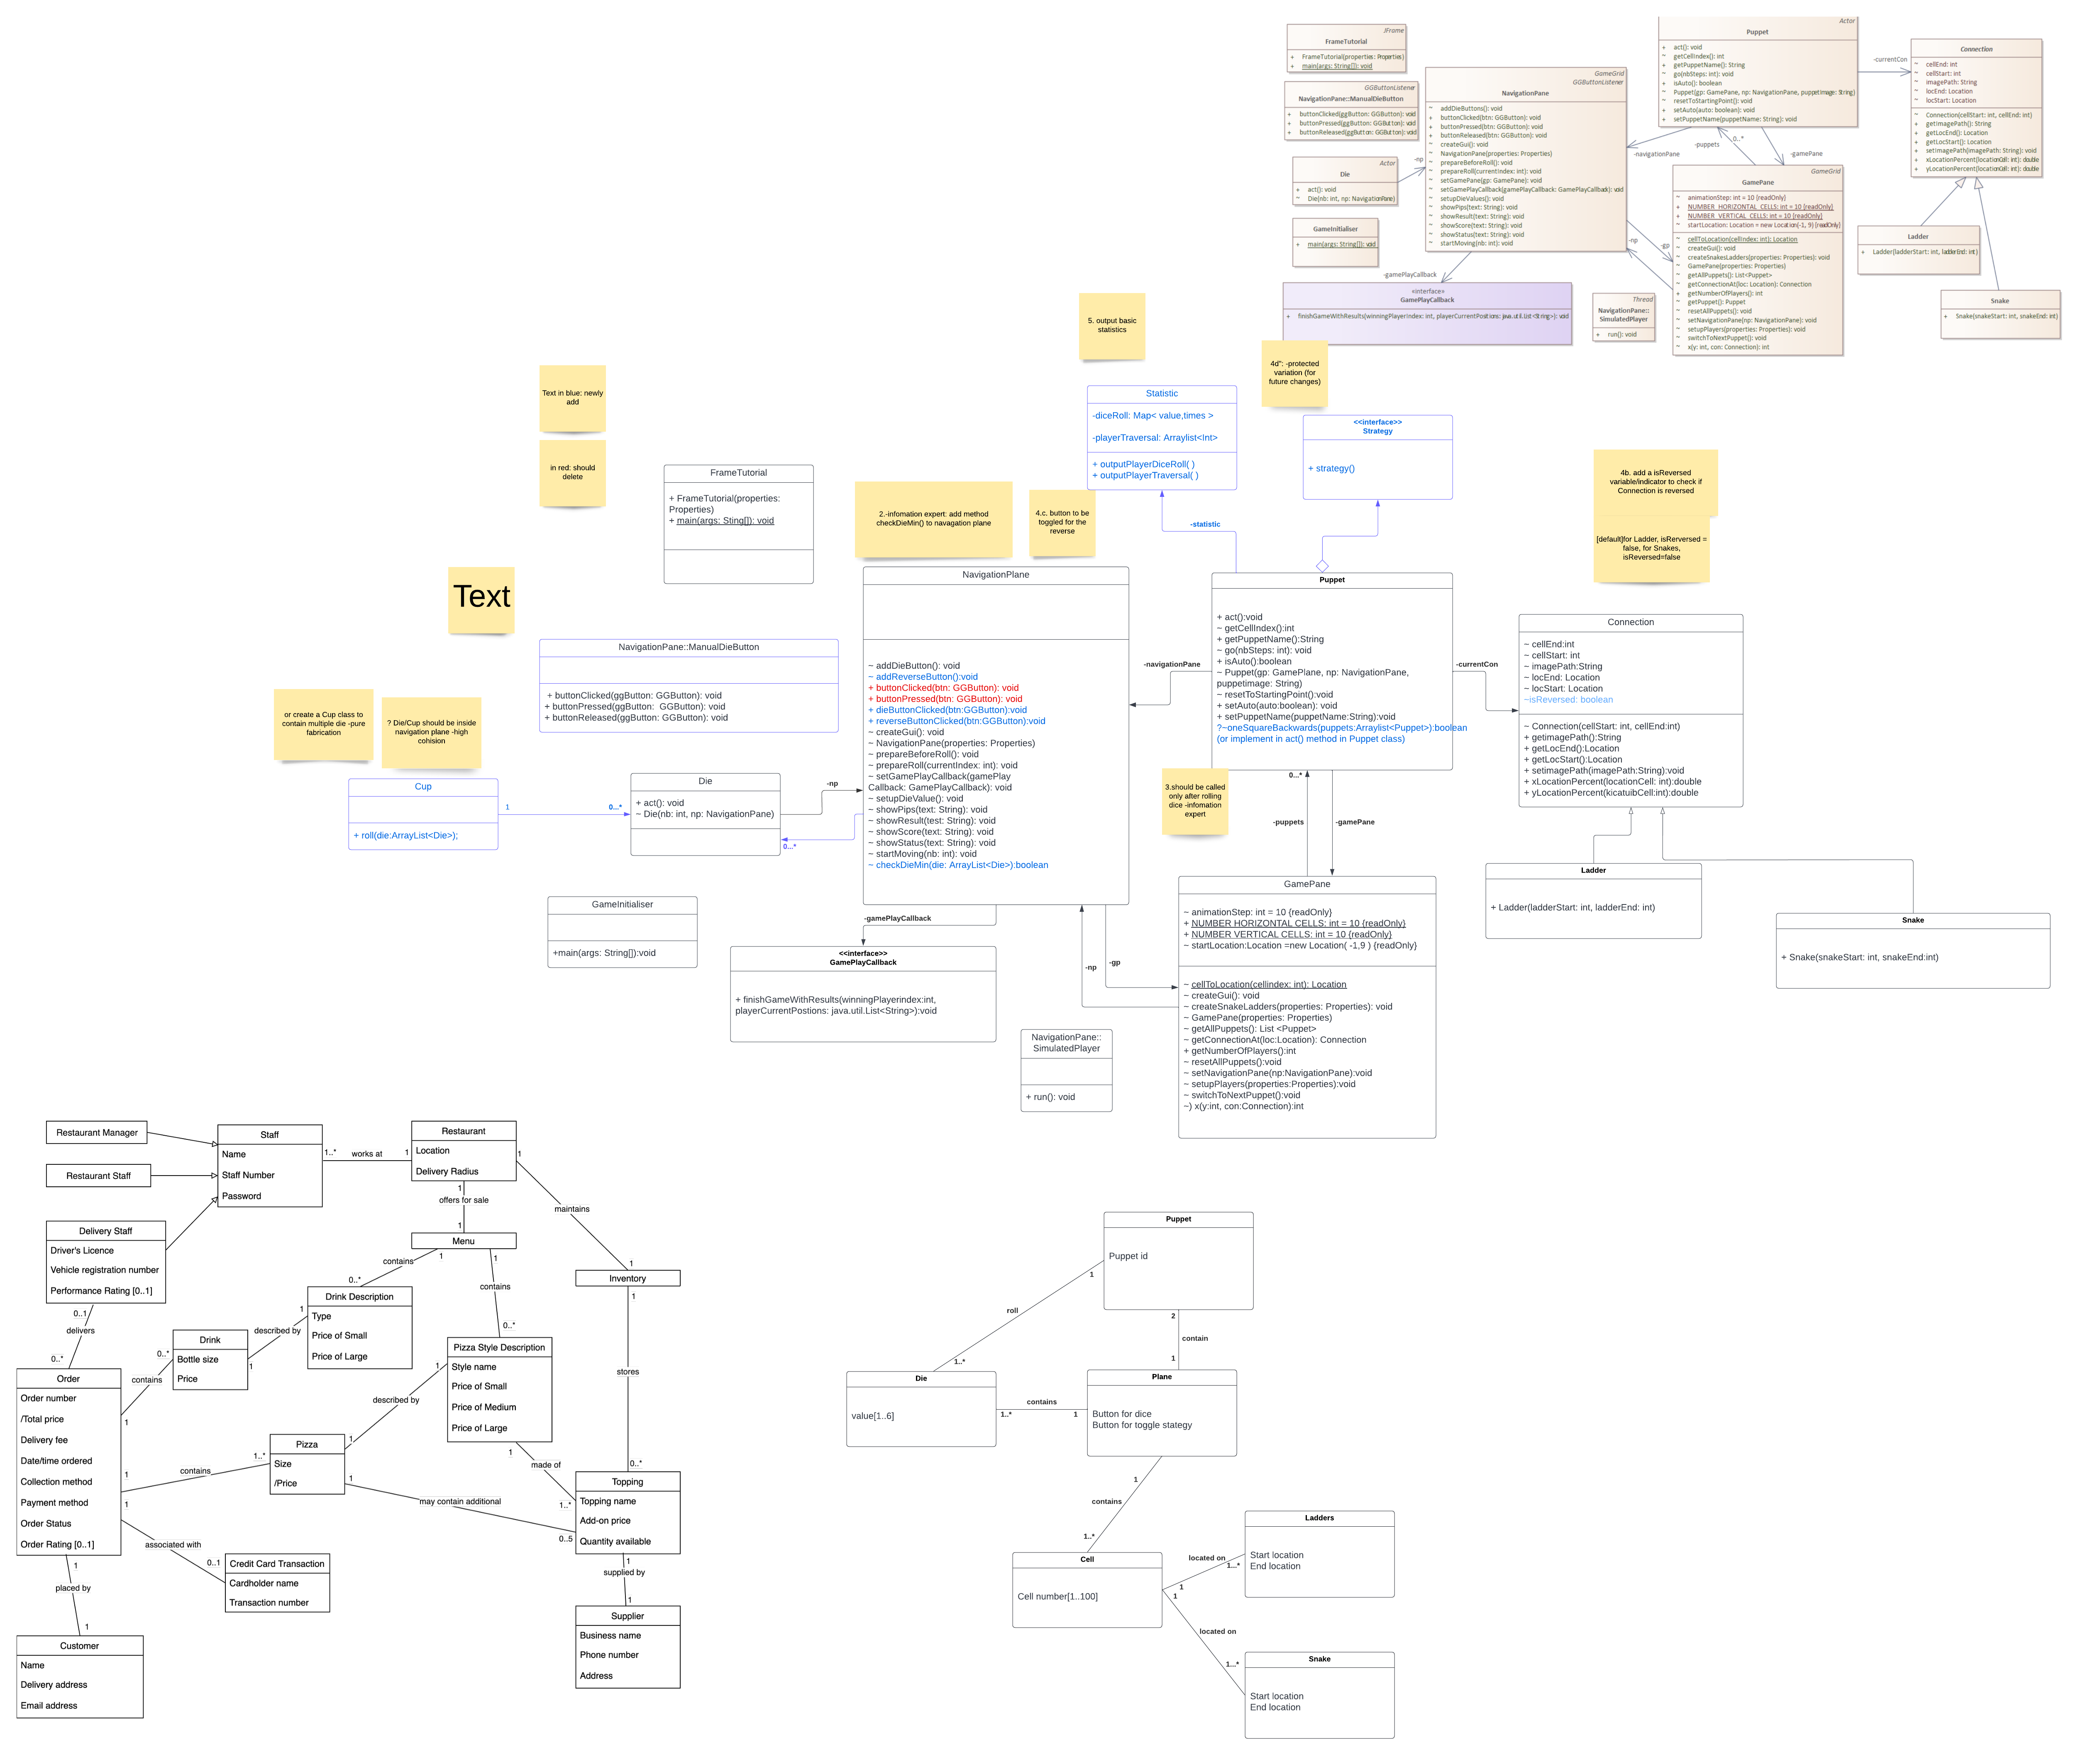 JFrame
FrameTutorial
+ FrameTutorial(properties: Properties)
+ main(args: String[]): void
GGButtonListener
NavigationPane::ManualDieButton
+ buttonClicked(ggButton: GGButton): void
+ buttonPressed(ggButton: GGButton): void
+ buttonReleased(ggButton: GGButton): void
Actor
Die
+ act(): void
~ Die(nb: int, np: NavigationPane)
-np
GameInitialiser
+ main(args: String[]): void
GameGrid
GGButtonListener
NavigationPane
~ addDieButtons(): void
+ buttonClicked(btn: GGButton): void
+ buttonPressed(btn: GGButton): void
+ buttonReleased(btn: GGButton): void
~ createGui(): void
~ NavigationPane(properties: Properties)
~ prepareBeforeRoll(): void
~ prepareRoll(currentIndex: int): void
~ setGamePane(gp: GamePane): void
~ setGamePlayCallback(gamePlayCallback: GamePlayCallback): void
~ setupDieValues(): void
~ showPips(text: String): void
~ showResult(text: String): void
~ showScore(text: String): void
~ showStatus(text: String): void
~ startMoving(nb: int): void
-gamePlayCallback
«interface»
GamePlayCallback
+ finishGameWithResults(winningPlayerIndex: int, playerCurrentPositions: java.util.List<String>): void
Actor
Puppet
+ act(): void
~ getCellIndex(): int
+ getPuppetName(): String
~ go(nbSteps: int): void
+ isAuto(): boolean
~ Puppet(gp: GamePane, np: NavigationPane, puppetImage: String)
~ resetToStartingPoint(): void
+ setAuto(auto: boolean): void
+ setPuppetName(puppetName: String): void
-currentCon
-navigationPane
-puppets
0..*
-gamePane
-np
-gp
Connection
~ cellEnd: int
~ cellStart: int
~ imagePath: String
~ locEnd: Location
~ locStart: Location
~ Connection(cellStart: int, cellEnd: int)
+ getImagePath(): String
+ getLocEnd(): Location
+ getLocStart(): Location
+ setImagePath(imagePath: String): void
+ xLocationPercent(locationCell: int): double
+ yLocationPercent(locationCell: int): double
GameGrid
GamePane
~ animationStep: int = 10 {readOnly}
+ NUMBER_HORIZONTAL_CELLS: int = 10 {readOnly}
+ NUMBER_VERTICAL_CELLS: int = 10 {readOnly}
~ startLocation: Location = new Location(-1, 9) {readOnly}
~ cellToLocation(cellIndex: int): Location
~ createGui(): void
~ createSnakesLadders(properties: Properties): void
~ GamePane(properties: Properties)
~ getAllPuppets(): List<Puppet>
~ getConnectionAt(loc: Location): Connection
+ getNumberOfPlayers(): int
~ getPuppet(): Puppet
~ resetAllPuppets(): void
~ setNavigationPane(np: NavigationPane): void
~ setupPlayers(properties: Properties): void
~ switchToNextPuppet(): void
~ x(y: int, con: Connection): int
Thread
NavigationPane::
SimulatedPlayer
+ run(): void
Ladder
+ Ladder(ladderStart: int, ladderEnd: int)
Snake
+ Snake(snakeStart: int, snakeEnd: int)
5. output basic
statistics
4d": -protected
variation (for
future changes)
Text in blue: newly
add
in red: should
delete
Text
2.-infomation expert: add method
checkDieMin() to navagation plane
4.c. button to be
toggled for the
reverse
4b. add a isReversed
variable/indicator to check if
Connection is reversed
[default]for Ladder, isRerversed =
false, for Snakes,
isReversed=false
or create a Cup class to
contain multiple die -pure
fabrication
? Die/Cup should be inside
navigation plane -high
cohision
3.should be called
only after rolling
dice -infomation
expert
Statistic
-diceRoll: Map< value,times >
-playerTraversal: Arraylist<Int>
+ outputPlayerDiceRoll( )
+ outputPlayerTraversal( )
-statistic
<<interface>>
Strategy
+ strategy()
FrameTutorial
+ FrameTutorial(properties:
Properties)
+ main(args: Sting[]): void
NavigationPane::ManualDieButton
+ buttonClicked(ggButton: GGButton): void
+ buttonPressed(ggButton: GGButton): void
+ buttonReleased(ggButton: GGButton): void
Cup
+ roll(die:ArrayList<Die>);
1
0...*
Die
+ act(): void
~ Die(nb: int, np: NavigationPane)
-np
0...*
GameInitialiser
+main(args: String[]):void
NavigationPlane
~ addDieButton(): void
~ addReverseButton():void
+ buttonClicked(btn: GGButton): void
+ buttonPressed(btn: GGButton): void
+ dieButtonClicked(btn:GGButton):void
+ reverseButtonClicked(btn:GGButton):void
~ createGui(): void
~ NavigationPane(properties: Properties)
~ prepareBeforeRoll(): void
~ prepareRoll(currentIndex: int): void
~ setGamePlayCallback(gamePlay
Callback: GamePlayCallback): void
~ setupDieValue(): void
~ showPips(text: String): void
~ showResult(test: String): void
~ showScore(text: String): void
~ showStatus(text: String): void
~ startMoving(nb: int): void
~ checkDieMin(die: ArrayList<Die>):boolean
-gamePlayCallback
<<interface>>
GamePlayCallback
+ finishGameWithResults(winningPlayerindex:int,
playerCurrentPostions: java.util.List<String>):void
-navigationPane
Puppet
+ act():void
~ getCellIndex():int
+ getPuppetName():String
~ go(nbSteps: int): void
+ isAuto():boolean
~ Puppet(gp: GamePlane, np: NavigationPane,
puppetimage: String)
~ resetToStartingPoint():void
+ setAuto(auto:boolean): void
+ setPuppetName(puppetName:String):void
?~oneSquareBackwards(puppets:Arraylist<Puppet>):boolean
(or implement in act() method in Puppet class)
-currentCon
0...*
-puppets
-gamePane
-np
-gp
Connection
~ cellEnd:int
~ cellStart: int
~ imagePath:String
~ locEnd: Location
~ locStart: Location
~isReversed: boolean
~ Connection(cellStart: int, cellEnd:int)
+ getimagePath():String
+ getLocEnd():Location
+ getLocStart():Location
+ setimagePath(imagePath:String):void
+ xLocationPercent(locationCell: int):double
+ yLocationPercent(kicatuibCell:int):double
Ladder
+ Ladder(ladderStart: int, ladderEnd: int)
Snake
+ Snake(snakeStart: int, snakeEnd:int)
GamePane
~ animationStep: int = 10 {readOnly}
+ NUMBER HORIZONTAL CELLS: int = 10 {readOnly}
+ NUMBER VERTICAL CELLS: int = 10 {readOnly}
~ startLocation:Location =new Location( -1,9 ) {readOnly}
~ cellToLocation(cellindex: int): Location
~ createGui(): void
~ createSnakeLadders(properties: Properties): void
~ GamePane(properties: Properties)
~ getAllPuppets(): List <Puppet>
~ getConnectionAt(loc:Location): Connection
+ getNumberOfPlayers():int
~ resetAllPuppets():void
~ setNavigationPane(np:NavigationPane):void
~ setupPlayers(properties:Properties):void
~ switchToNextPuppet():void
~) x(y:int, con:Connection):int
NavigationPane::
SimulatedPlayer
+ run(): void
Restaurant Manager
Restaurant Staff
Staff
Name
Staff Number
Password
1..*
works at
1
Restaurant
Location
Delivery Radius
1
offers for sale
1
Menu
1
maintains
1
Inventory
Delivery Staff
Driver's Licence
Vehicle registration number
Performance Rating [0..1]
0..1
delivers
0..*
1
contains
0..*
1
contains
0..*
Drink Description
Type
Price of Small
Price of Large
Drink
Bottle size
Price
1
described by
1
0..*
contains
1
Pizza Style Description
Style name
Price of Small
Price of Medium
Price of Large
1
described by
1
1
stores
0..*
Order
Order number
/Total price
Delivery fee
Date/time ordered
Collection method
Payment method
Order Status
Order Rating [0..1]
1
contains
1..*
Pizza
Size
/Price
1
may contain additional
0..5
1
made of
1..*
Topping
Topping name
Add-on price
Quantity available
1
associated with
0..1
Credit Card Transaction
Cardholder name
Transaction number
1
placed by
1
Customer
Name
Delivery address
Email address
1
supplied by
1
Supplier
Business name
Phone number
Address
Puppet
Puppet id
1
roll
1..*
2
contain
1
Die
value[1..6]
1..*
contains
1
Plane
Button for dice
Button for toggle stategy
1
contains
1..*
Cell
Cell number[1..100]
located on
1
1...*
Ladders
Start location
End location
1
located on
1...*
Snake
Start location
End location